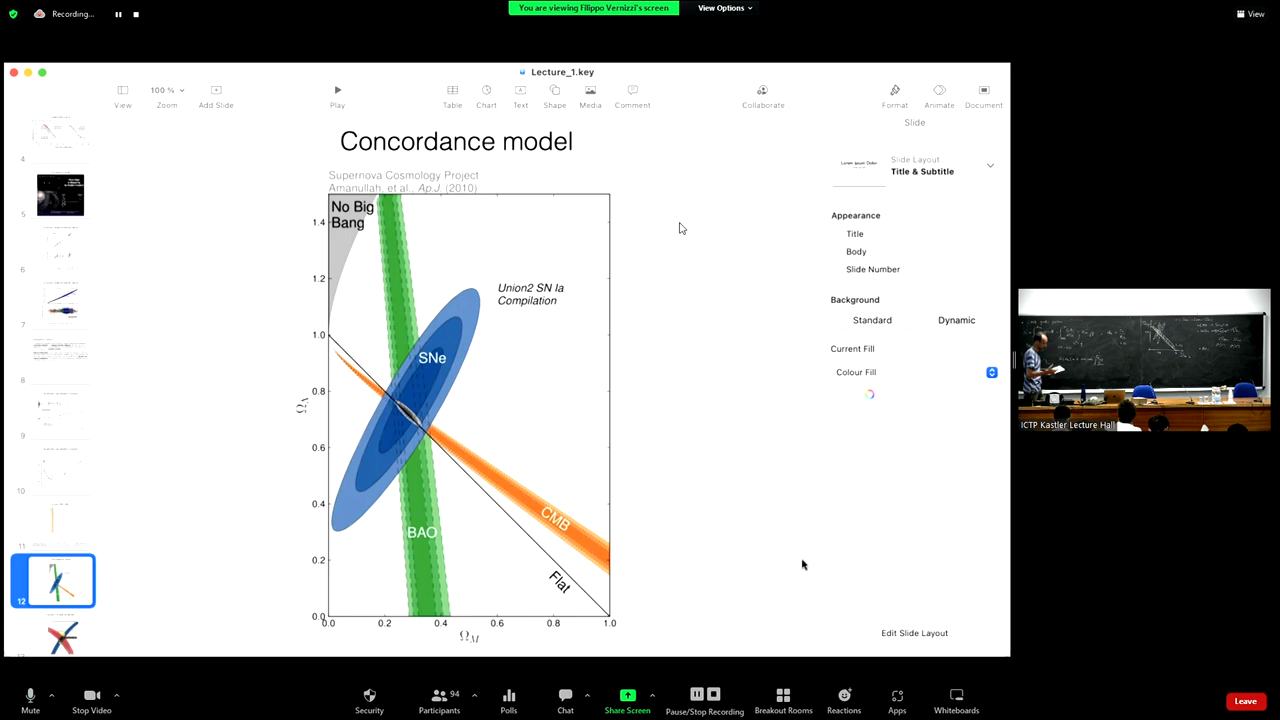 Recording...
You are viewing Filippo Vernizzi's screen
View Options
View
Lecture_1.key
View
100 %
Zoom
Add Slide
Play
Table
Chart
Text
Shape
Media
Comment
Collaborate
Format
Animate
Document
Slide
Slide Layout
Title & Subtitle
Appearance
Title
Body
Slide Number
Background
Standard
Dynamic
Current Fill
Colour Fill
Edit Slide Layout
4
5
6
7
8
9
10
11
12
Concordance model
Supernova Cosmology Project
Amanullah, et al., Ap.J. (2010)
No Big
Bang
Union2 SN Ia
Compilation
SNe
BAO
CMB
Flat
1.4
1.2
1.0
0.8
0.6
0.4
0.2
0.0
0.0 0.2 0.4 0.6 0.8 1.0
Ω_Λ
Ω_M
ICTP Kastler Lecture Hall
Mute
Stop Video
Security
Participants
94
Polls
Chat
Share Screen
Pause/Stop Recording
Breakout Rooms
Reactions
Apps
Whiteboards
Leave